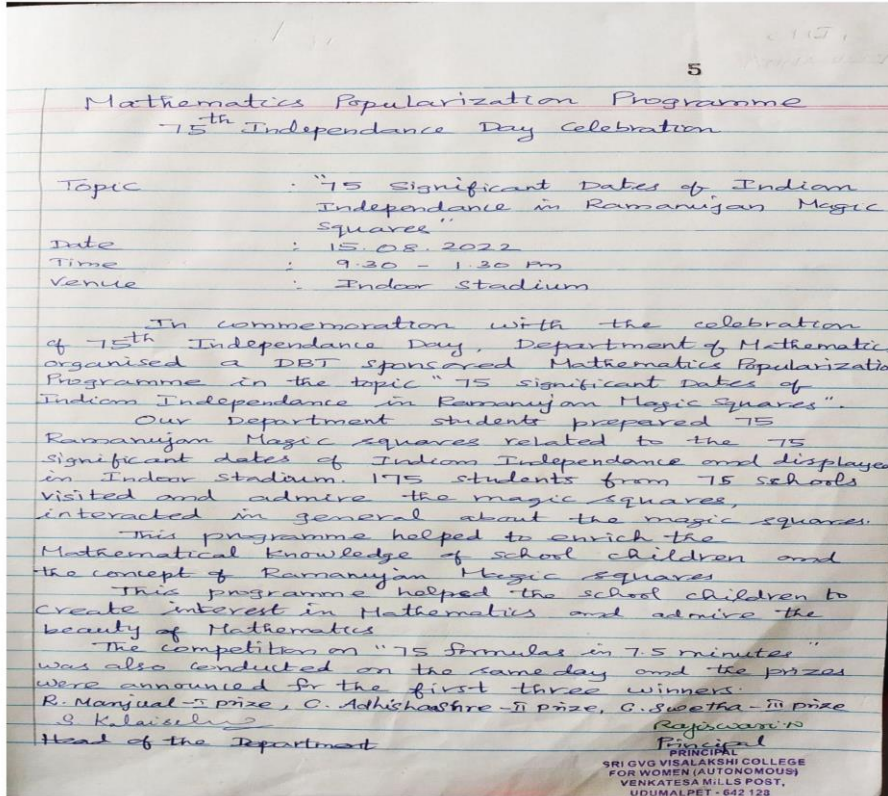 5
Mathematics Popularization Programme
75th Independance Day Celebration
Topic : "75 Significant Dates of Indian
Independance in Ramanujan Magic
squares"
Date : 15.08.2022
Time : 9.30 - 1.30 Pm
Venue : Indoor Stadium
In commemoration with the celebration
of 75th Independance Day, Department of Mathematic
organised a DBT sponsored Mathematics Popularizatio
Programme in the topic "75 significant Dates of
Indian Independance in Ramanujan Magic Squares".
Our Department students prepared 75
Ramanujan Magic squares related to the 75
significant dates of Indian Independance and displayed
in Indoor Stadium. 175 students from 75 schools
visited and admire the magic squares,
interacted in general about the magic squares.
This programme helped to enrich the
Mathematical knowledge of school children and
the concept of Ramanujan Magic squares
This programme helped the school children to
create interest in Mathematics and admire the
beauty of Mathematics
The competition on "75 formulas in 7.5 minutes"
was also conducted on the same day and the prizes
were announced for the first three winners.
R. Manjual - I prize, C. Adhishashre - II prize, G. Swetha - III prize
S Kalaiselvi Rajiswari.N
Head of the Department Principal
PRINCIPAL
SRI GVG VISALAKSHI COLLEGE
FOR WOMEN (AUTONOMOUS)
VENKATESA MILLS POST,
UDUMALPET - 642 128